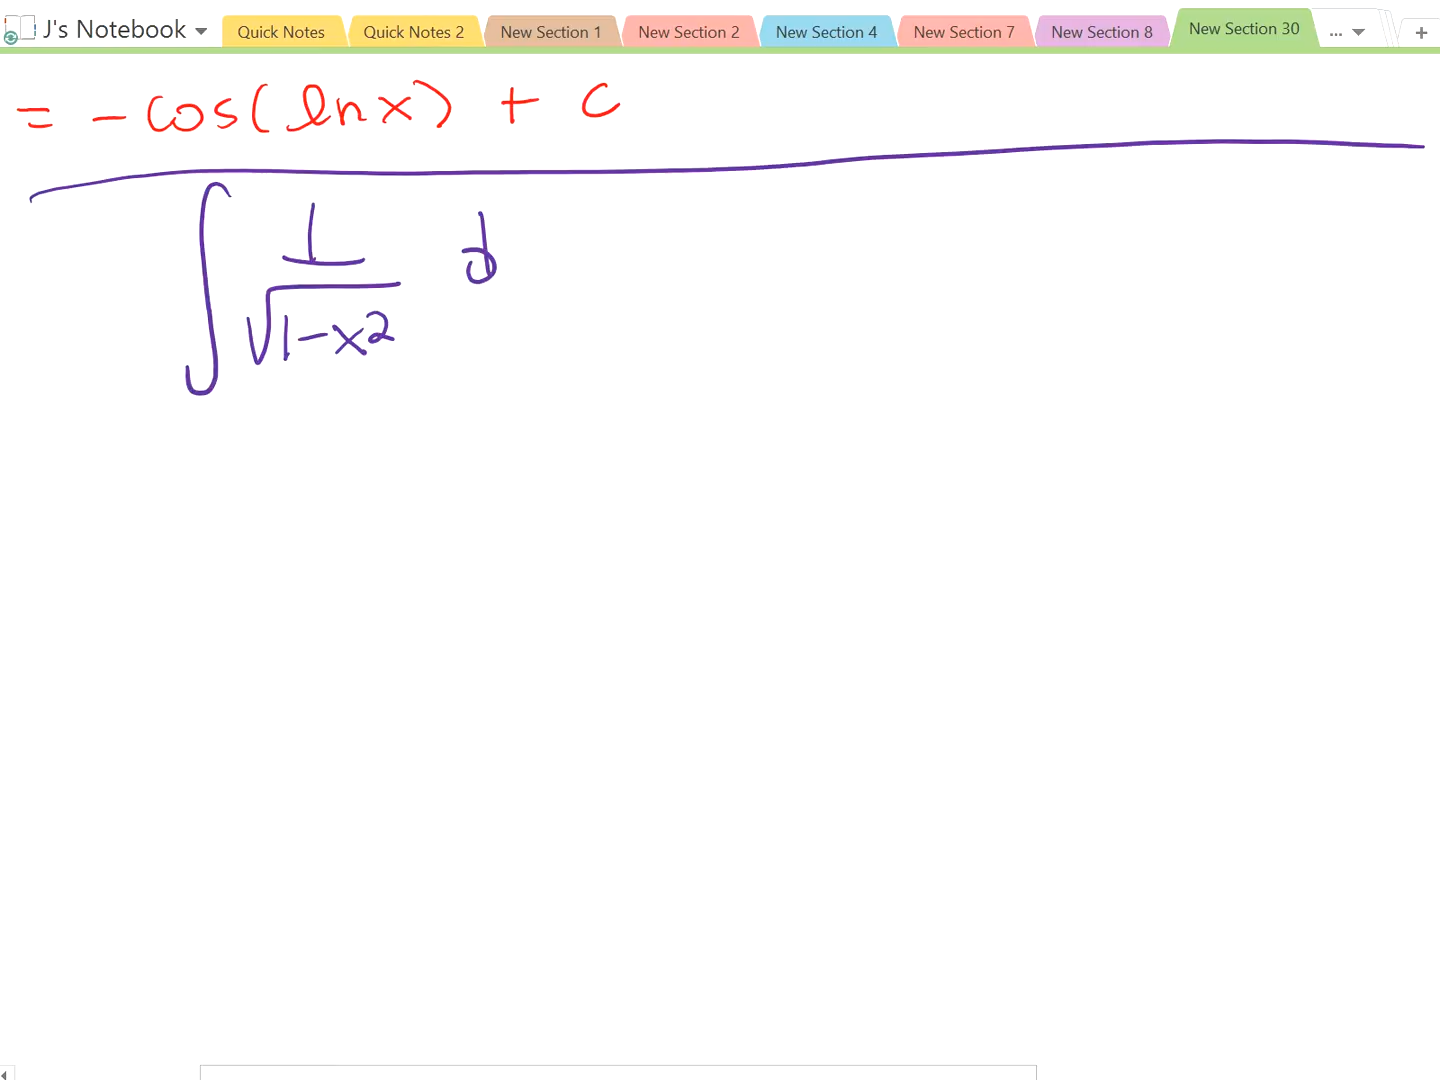 J's Notebook Quick Notes Quick Notes 2 New Section 1 New Section 2 New Section 4 New Section 7 New Section 8 New Section 30 ... +
= - cos(lnx) + c
∫ 1/√(1-x²) d